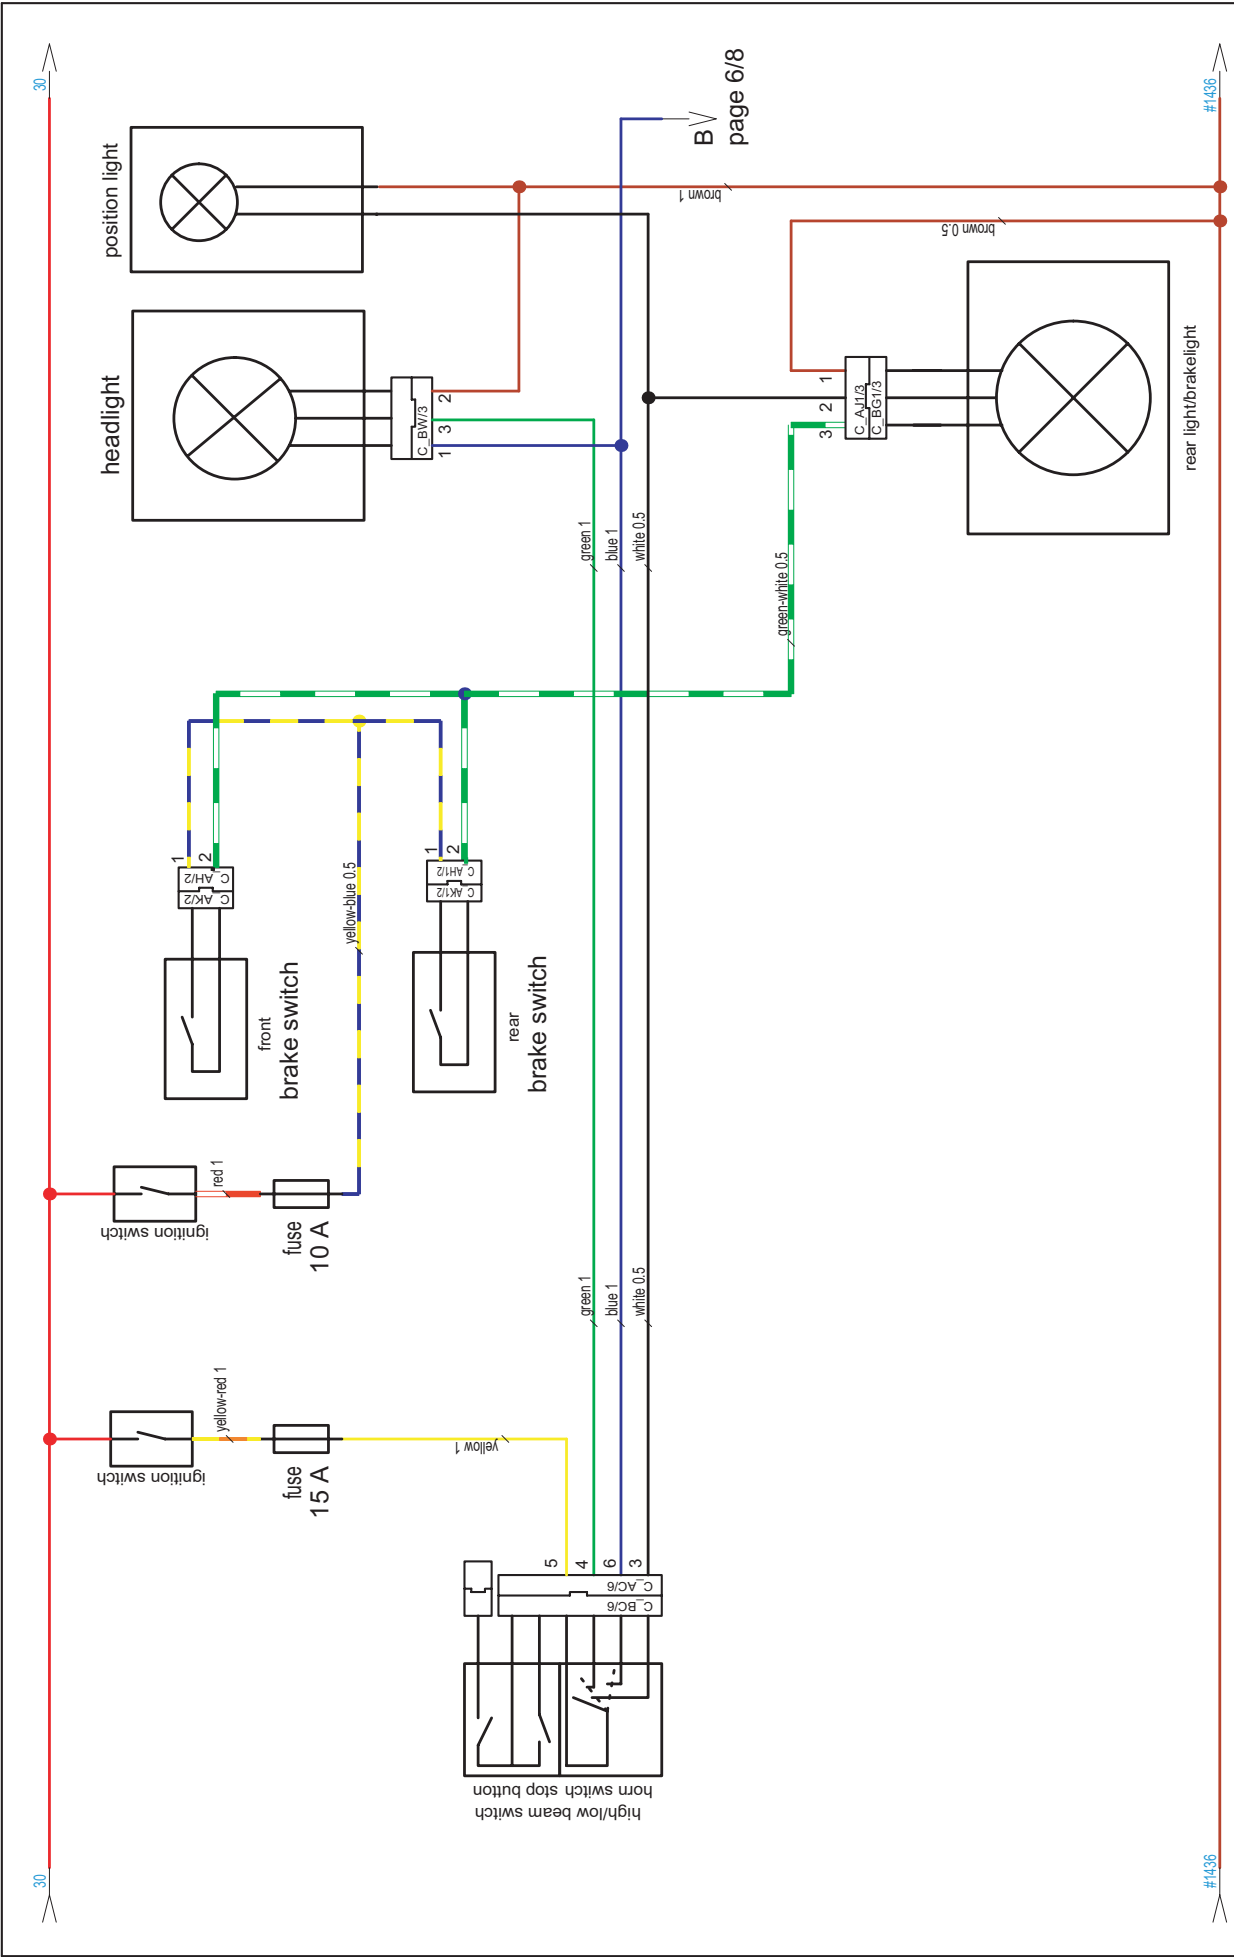 30
#1436
position light
B
page 6/8
brown 1
brown 0.5
headlight
C_BW/3
1
3
2
3
2
1
C_AJ1/3
C_BG1/3
rear light/brakelight
green 1
blue 1
white 0.5
green-white 0.5
1
2
C_AH/2
C_AK/2
1
2
C_AH1/2
C_AK1/2
yellow-blue 0.5
front
brake switch
rear
brake switch
ignition switch
red 1
fuse
10 A
green 1
blue 1
white 0.5
ignition switch
yellow-red 1
fuse
15 A
yellow 1
5
4
6
3
C_AC/6
C_BC/6
horn switch stop button
high/low beam switch
30
#1436